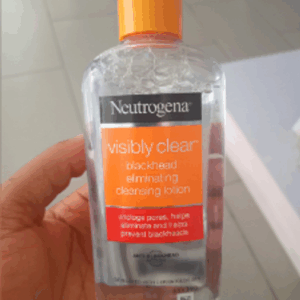 Neutrogena®
visibly clear®
blackhead
eliminating
cleansing lotion
unclogs pores, helps
eliminate and helps
prevent blackheads